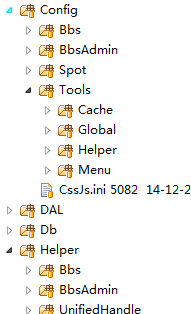 Config
Bbs
BbsAdmin
Spot
Tools
Cache
Global
Helper
Menu
CssJs.ini 5082 14-12-2
DAL
Db
Helper
Bbs
BbsAdmin
UnifiedHandle